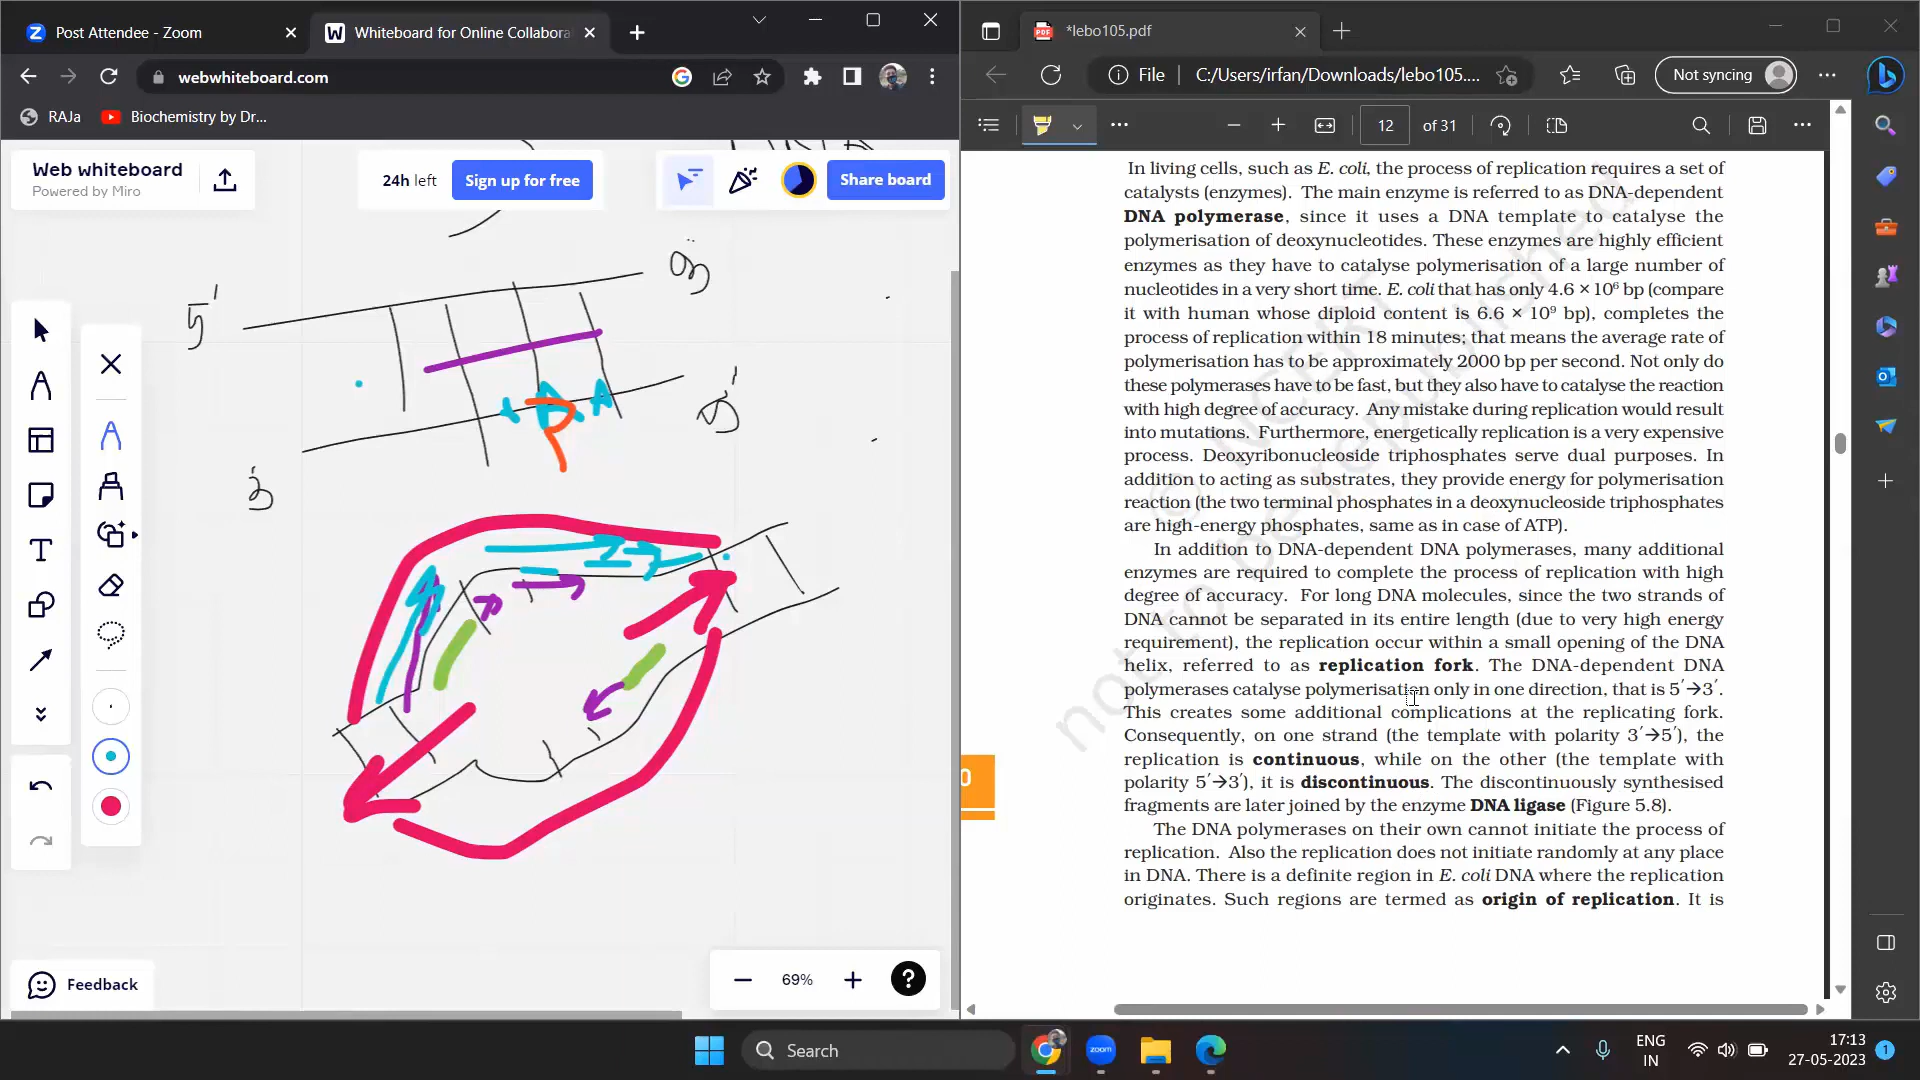 Post Attendee - Zoom
Whiteboard for Online Collabora
webwhiteboard.com
RAJa
Biochemistry by Dr...
Web whiteboard
Powered by Miro
24h left
Sign up for free
Share board
5'
3'
5'
3'
69%
Feedback
*lebo105.pdf
File C:/Users/irfan/Downloads/lebo105....
Not syncing
12 of 31
In living cells, such as E. coli, the process of replication requires a set of
catalysts (enzymes). The main enzyme is referred to as DNA-dependent
DNA polymerase, since it uses a DNA template to catalyse the
polymerisation of deoxynucleotides. These enzymes are highly efficient
enzymes as they have to catalyse polymerisation of a large number of
nucleotides in a very short time. E. coli that has only 4.6 × 10⁶ bp (compare
it with human whose diploid content is 6.6 × 10⁹ bp), completes the
process of replication within 18 minutes; that means the average rate of
polymerisation has to be approximately 2000 bp per second. Not only do
these polymerases have to be fast, but they also have to catalyse the reaction
with high degree of accuracy. Any mistake during replication would result
into mutations. Furthermore, energetically replication is a very expensive
process. Deoxyribonucleoside triphosphates serve dual purposes. In
addition to acting as substrates, they provide energy for polymerisation
reaction (the two terminal phosphates in a deoxynucleoside triphosphates
are high-energy phosphates, same as in case of ATP).
In addition to DNA-dependent DNA polymerases, many additional
enzymes are required to complete the process of replication with high
degree of accuracy. For long DNA molecules, since the two strands of
DNA cannot be separated in its entire length (due to very high energy
requirement), the replication occur within a small opening of the DNA
helix, referred to as replication fork. The DNA-dependent DNA
polymerases catalyse polymerisation only in one direction, that is 5′→3′.
This creates some additional complications at the replicating fork.
Consequently, on one strand (the template with polarity 3′→5′), the
replication is continuous, while on the other (the template with
polarity 5′→3′), it is discontinuous. The discontinuously synthesised
fragments are later joined by the enzyme DNA ligase (Figure 5.8).
The DNA polymerases on their own cannot initiate the process of
replication. Also the replication does not initiate randomly at any place
in DNA. There is a definite region in E. coli DNA where the replication
originates. Such regions are termed as origin of replication. It is
© NCERT
not to be republished
Search
zoom
ENG
IN
17:13
27-05-2023
1